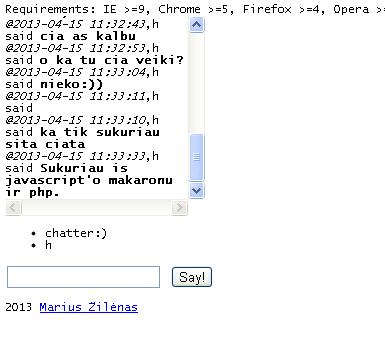 Requirements: IE >=9, Chrome >=5, Firefox >=4, Opera >=
@2013-04-15 11:32:43,h
said cia as kalbu
@2013-04-15 11:32:53,h
said o ka tu cia veiki?
@2013-04-15 11:33:04,h
said nieko:))
@2013-04-15 11:33:11,h
said
@2013-04-15 11:33:10,h
said ka tik sukuriau
sita ciata
@2013-04-15 11:33:33,h
said Sukuriau is
javascript'o makaronu
ir php.
chatter:)
h
Say!
2013 Marius Žilėnas